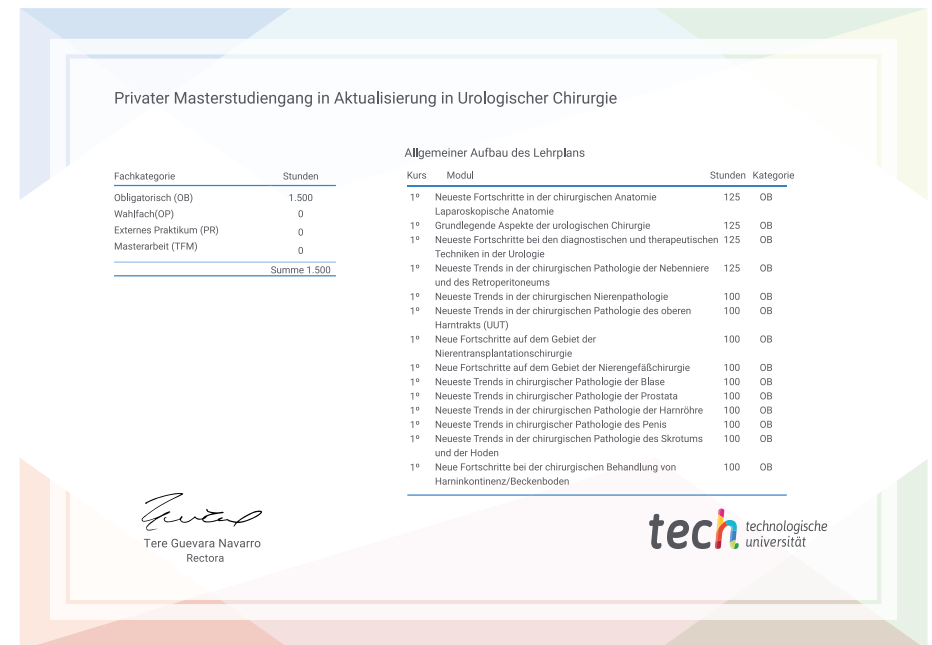 Privater Masterstudiengang in Aktualisierung in Urologischer Chirurgie
Fachkategorie Stunden
Obligatorisch (OB) 1.500
Wahlfach(OP) 0
Externes Praktikum (PR) 0
Masterarbeit (TFM) 0
Summe 1.500
Allgemeiner Aufbau des Lehrplans
Kurs Modul Stunden Kategorie
1º Neueste Fortschritte in der chirurgischen Anatomie 125 OB
Laparoskopische Anatomie
1º Grundlegende Aspekte der urologischen Chirurgie 125 OB
1º Neueste Fortschritte bei den diagnostischen und therapeutischen 125 OB
Techniken in der Urologie
1º Neueste Trends in der chirurgischen Pathologie der Nebenniere 125 OB
und des Retroperitoneums
1º Neueste Trends in der chirurgischen Nierenpathologie 100 OB
1º Neueste Trends in der chirurgischen Pathologie des oberen 100 OB
Harntrakts (UUT)
1º Neue Fortschritte auf dem Gebiet der 100 OB
Nierentransplantationschirurgie
1º Neue Fortschritte auf dem Gebiet der Nierengefäßchirurgie 100 OB
1º Neueste Trends in chirurgischer Pathologie der Blase 100 OB
1º Neueste Trends in chirurgischer Pathologie der Prostata 100 OB
1º Neueste Trends in der chirurgischen Pathologie der Harnröhre 100 OB
1º Neueste Trends in chirurgischer Pathologie des Penis 100 OB
1º Neueste Trends in der chirurgischen Pathologie des Skrotums 100 OB
und der Hoden
1º Neue Fortschritte bei der chirurgischen Behandlung von 100 OB
Harninkontinenz/Beckenboden
Tere Guevara Navarro
Rectora
tech technologische
universität